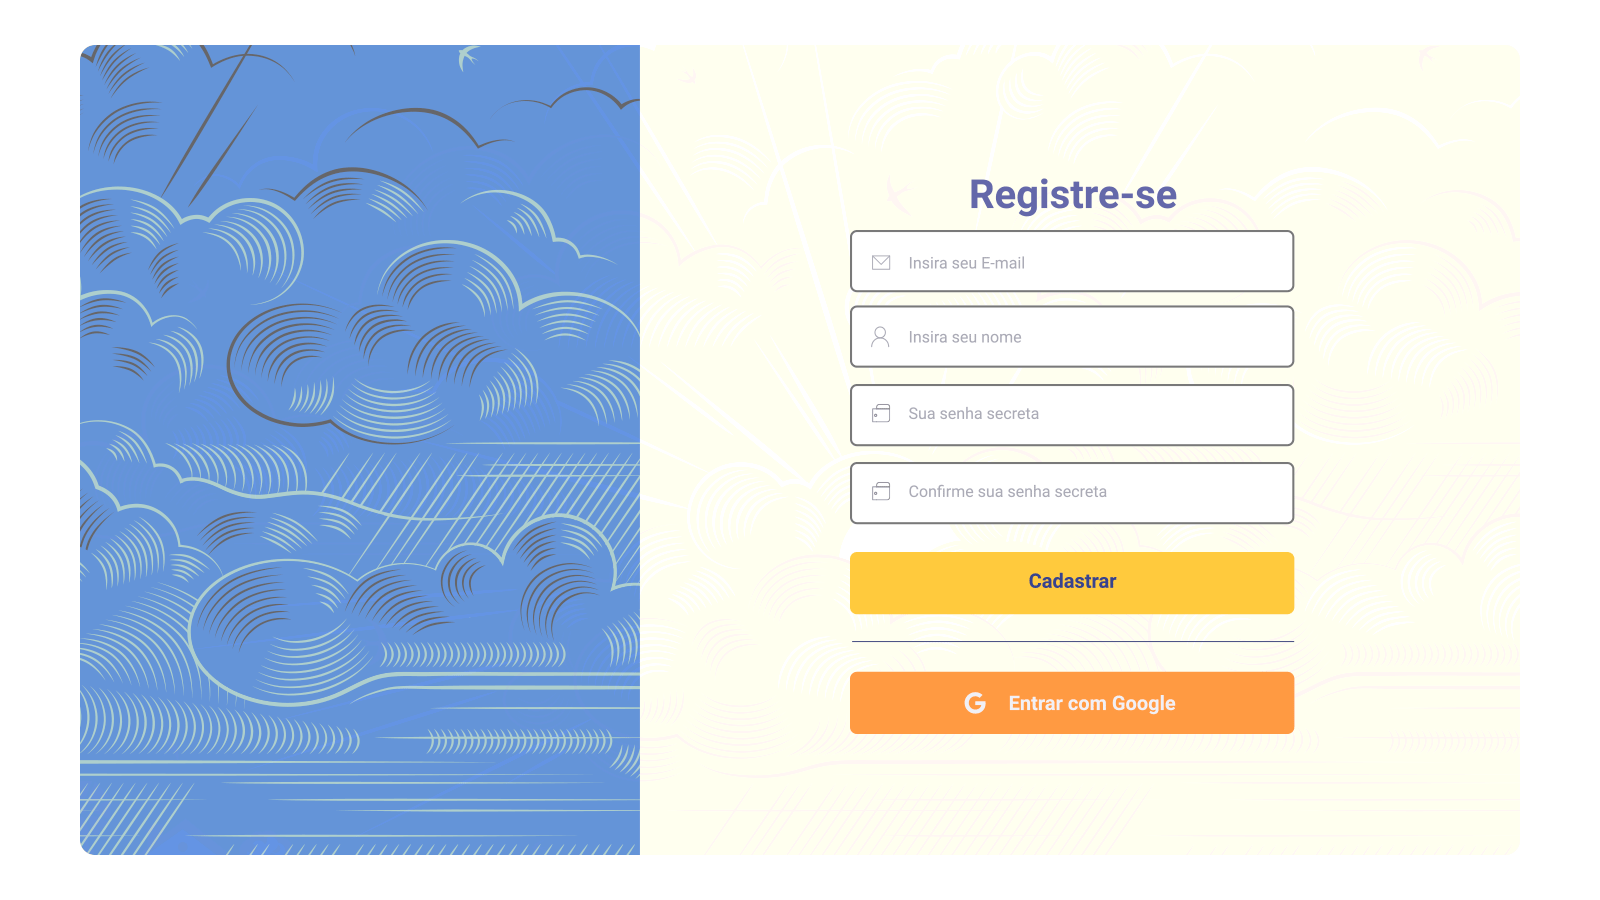 Registre-se
Insira seu E-mail
Insira seu nome
Sua senha secreta
Confirme sua senha secreta
Cadastrar
Entrar com Google